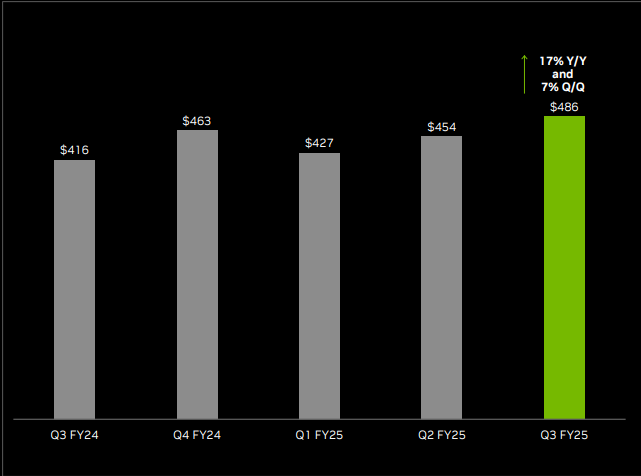 17% Y/Y
and
7% Q/Q
$416
$463
$427
$454
$486
Q3 FY24
Q4 FY24
Q1 FY25
Q2 FY25
Q3 FY25